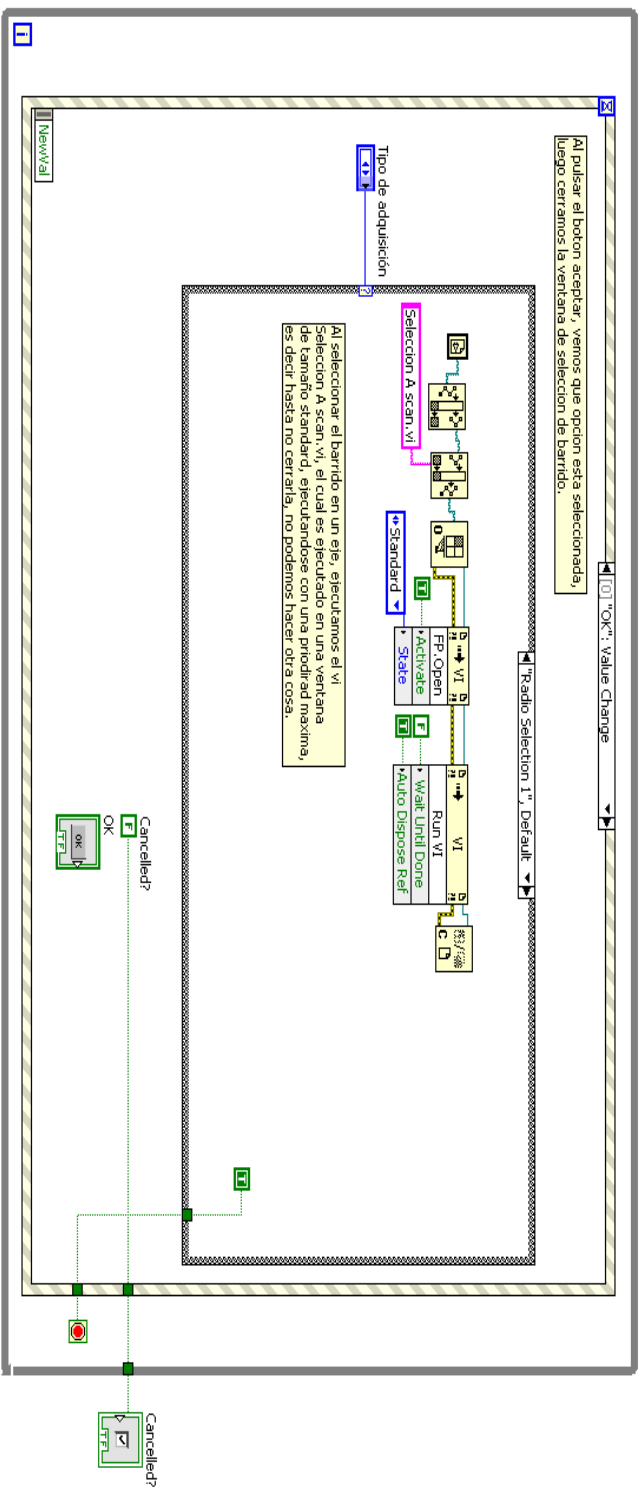 [0] "OK": Value Change
Al pulsar el boton aceptar, vemos que opcion esta seleccionada,
luego cerramos la ventana de seleccion de barrido.
"Radio Selection 1", Default
Tipo de adquisición
Seleccion A scan.vi
Standard
VI
FP.Open
Activate
State
VI
Run VI
Wait Until Done
Auto Dispose Ref
T
F
T
Al seleccionar el barrido en un eje, ejecutamos el vi
Seleccion A scan.vi, el cual es ejecutado en una ventana
de tamaño standard, ejecutandose con una priodirad maxima,
es decir hasta no cerrarla, no podemos hacer otra cosa.
T
Cancelled?
F
OK
OK
TF
NewVal
i
Cancelled?
TF